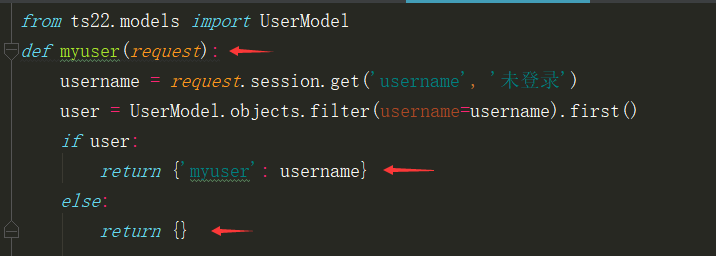 from ts22.models import UserModel
def myuser(request):
    username = request.session.get('username', '未登录')
    user = UserModel.objects.filter(username=username).first()
    if user:
        return {'myuser': username}
    else:
        return {}